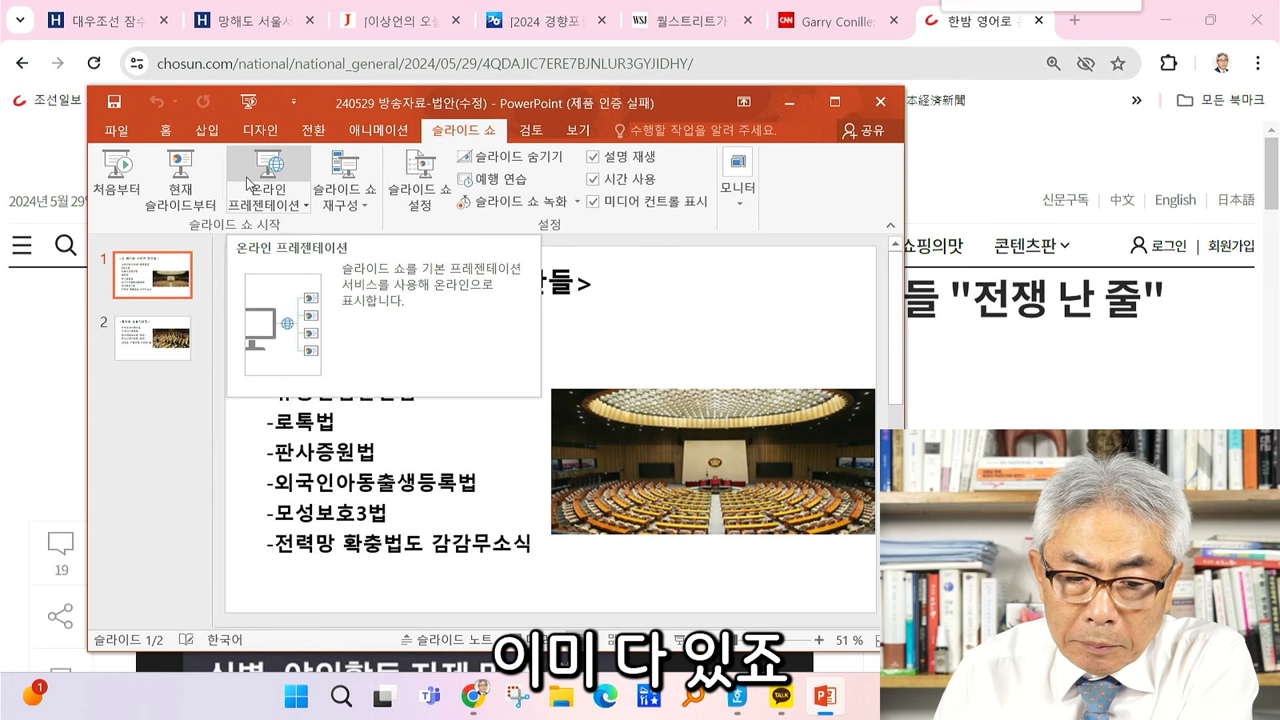 대우조선 잠수
망해도 서울시
[이상언의 오늘
[2024 경향포럼
월스트리트가
Garry Conille
한밤 영어로
chosun.com/national/national_general/2024/05/29/4QDAJIC7ERE7BJNLUR3GYJIDHY/
조선일보
本経済新聞
모든 북마크
240529 방송자료-법안(수정) - PowerPoint (제품 인증 실패)
파일 홈 삽입 디자인 전환 애니메이션 슬라이드 쇼 검토 보기 수행할 작업을 알려 주세요. 공유
처음부터
현재
슬라이드부터
온라인
프레젠테이션
슬라이드 쇼
재구성
슬라이드 쇼
설정
슬라이드 숨기기
예행 연습
슬라이드 쇼 녹화
설명 재생
시간 사용
미디어 컨트롤 표시
모니터
슬라이드 쇼 시작
설정
2024년 5월 29
신문구독 中文 English 日本語
쇼핑의맛 콘텐츠판 로그인 회원가입
들 "전쟁 난 줄"
온라인 프레젠테이션
슬라이드 쇼를 기본 프레젠테이션
서비스를 사용해 온라인으로
표시합니다.
1
2
들>
-로톡법
-판사증원법
-외국인아동출생등록법
-모성보호3법
-전력망 확충법도 감감무소식
19
슬라이드 1/2 한국어 슬라이드 노트 51 %
이미 다 있죠
1